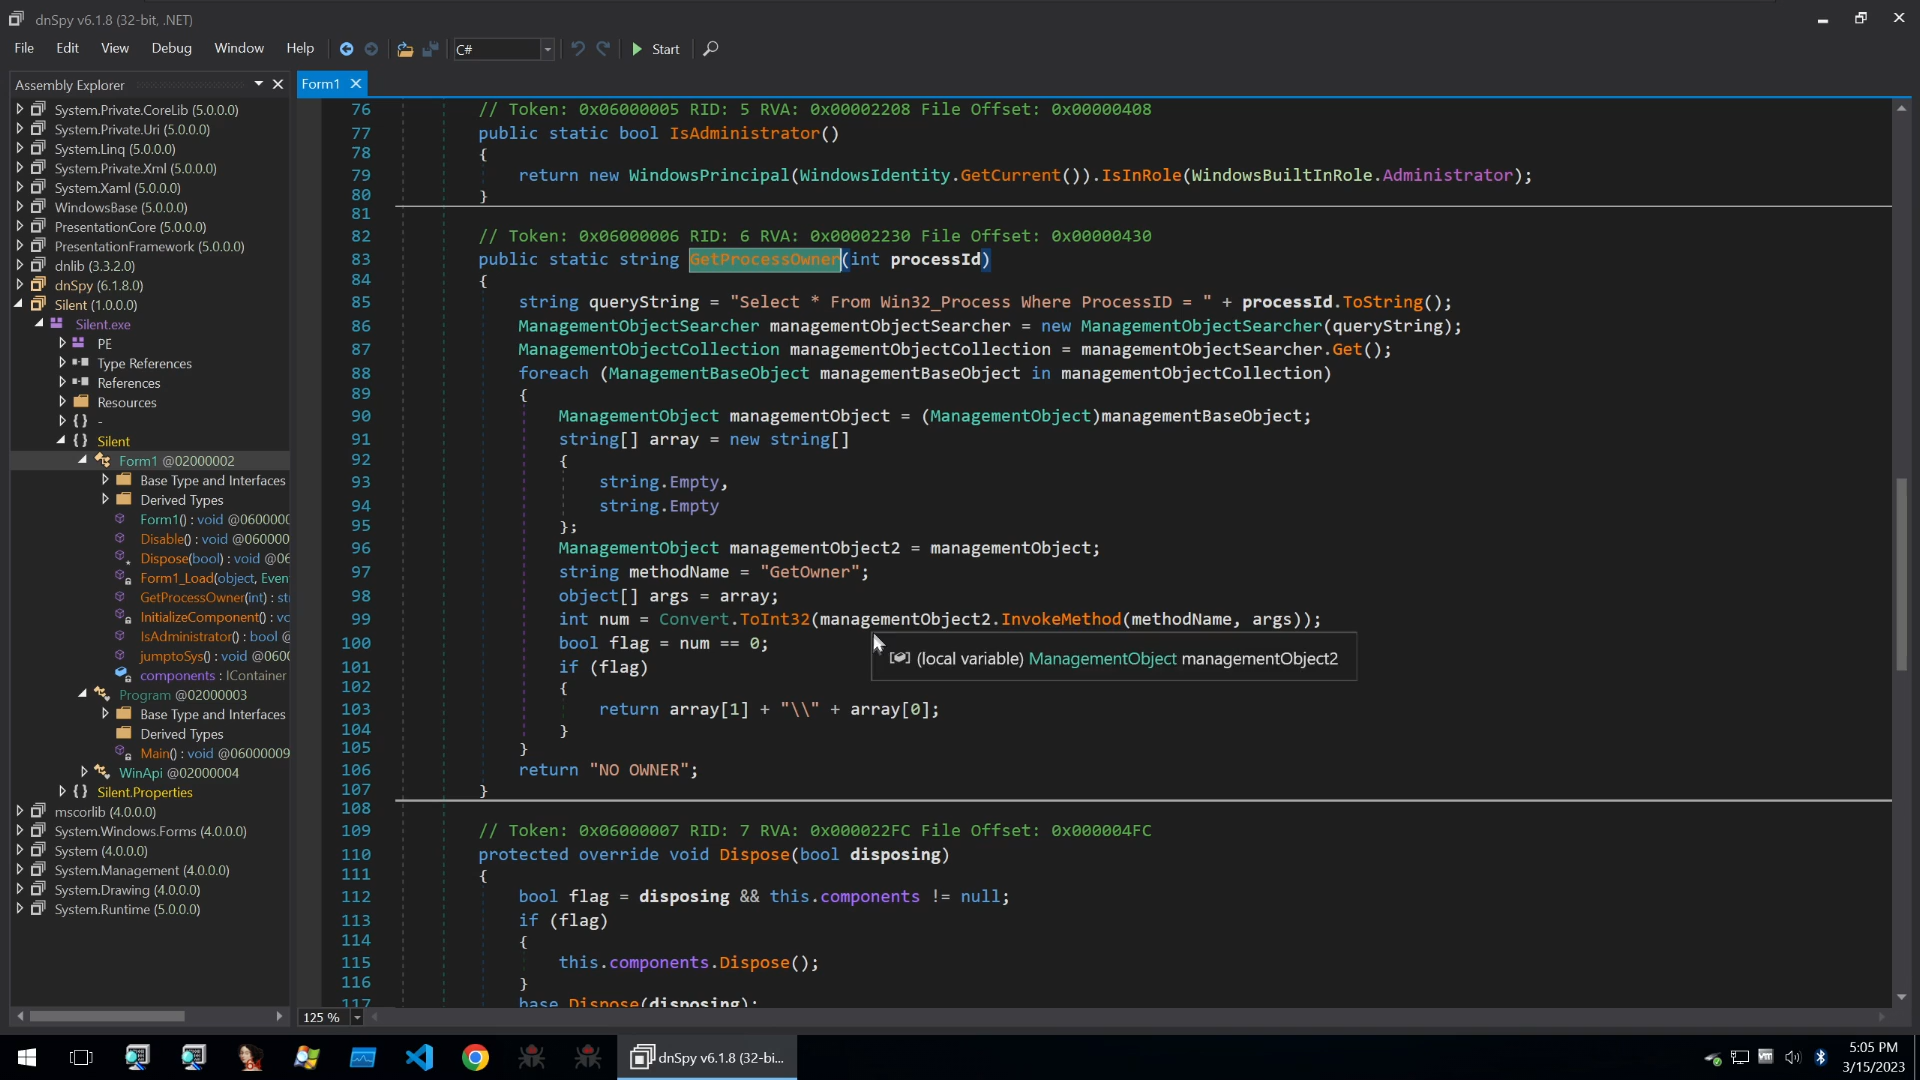 dnSpy v6.1.8 (32-bit, .NET)
File Edit View Debug Window Help C# Start
Assembly Explorer
Form1
System.Private.CoreLib (5.0.0.0)
System.Private.Uri (5.0.0.0)
System.Linq (5.0.0.0)
System.Private.Xml (5.0.0.0)
System.Xaml (5.0.0.0)
WindowsBase (5.0.0.0)
PresentationCore (5.0.0.0)
PresentationFramework (5.0.0.0)
dnlib (3.3.2.0)
dnSpy (6.1.8.0)
Silent (1.0.0.0)
Silent.exe
PE
Type References
References
Resources
{ } -
{ } Silent
Form1 @02000002
Base Type and Interfaces
Derived Types
Form1() : void @0600000
Disable() : void @060000
Dispose(bool) : void @06
Form1_Load(object, Even
GetProcessOwner(int) : st
InitializeComponent() : vo
IsAdministrator() : bool @
jumptoSys() : void @060
components : IContainer
Program @02000003
Base Type and Interfaces
Derived Types
Main() : void @06000009
WinApi @02000004
{ } Silent.Properties
mscorlib (4.0.0.0)
System.Windows.Forms (4.0.0.0)
System (4.0.0.0)
System.Management (4.0.0.0)
System.Drawing (4.0.0.0)
System.Runtime (5.0.0.0)
76 // Token: 0x06000005 RID: 5 RVA: 0x00002208 File Offset: 0x00000408
77 public static bool IsAdministrator()
78 {
79 return new WindowsPrincipal(WindowsIdentity.GetCurrent()).IsInRole(WindowsBuiltInRole.Administrator);
80 }
81
82 // Token: 0x06000006 RID: 6 RVA: 0x00002230 File Offset: 0x00000430
83 public static string GetProcessOwner(int processId)
84 {
85 string queryString = "Select * From Win32_Process Where ProcessID = " + processId.ToString();
86 ManagementObjectSearcher managementObjectSearcher = new ManagementObjectSearcher(queryString);
87 ManagementObjectCollection managementObjectCollection = managementObjectSearcher.Get();
88 foreach (ManagementBaseObject managementBaseObject in managementObjectCollection)
89 {
90 ManagementObject managementObject = (ManagementObject)managementBaseObject;
91 string[] array = new string[]
92 {
93 string.Empty,
94 string.Empty
95 };
96 ManagementObject managementObject2 = managementObject;
97 string methodName = "GetOwner";
98 object[] args = array;
99 int num = Convert.ToInt32(managementObject2.InvokeMethod(methodName, args));
100 bool flag = num == 0;
(local variable) ManagementObject managementObject2
101 if (flag)
102 {
103 return array[1] + "\\" + array[0];
104 }
105 }
106 return "NO OWNER";
107 }
108
109 // Token: 0x06000007 RID: 7 RVA: 0x000022FC File Offset: 0x000004FC
110 protected override void Dispose(bool disposing)
111 {
112 bool flag = disposing && this.components != null;
113 if (flag)
114 {
115 this.components.Dispose();
116 }
117 base.Dispose(disposing);
125 %
dnSpy v6.1.8 (32-bi...
5:05 PM
3/15/2023